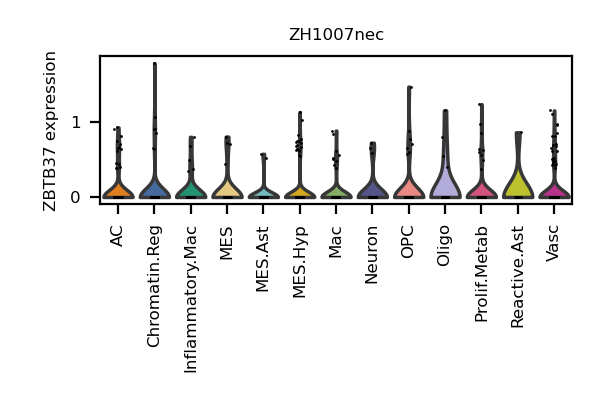 ZH1007nec
ZBTB37 expression
1
0
AC
Chromatin.Reg
Inflammatory.Mac
MES
MES.Ast
MES.Hyp
Mac
Neuron
OPC
Oligo
Prolif.Metab
Reactive.Ast
Vasc